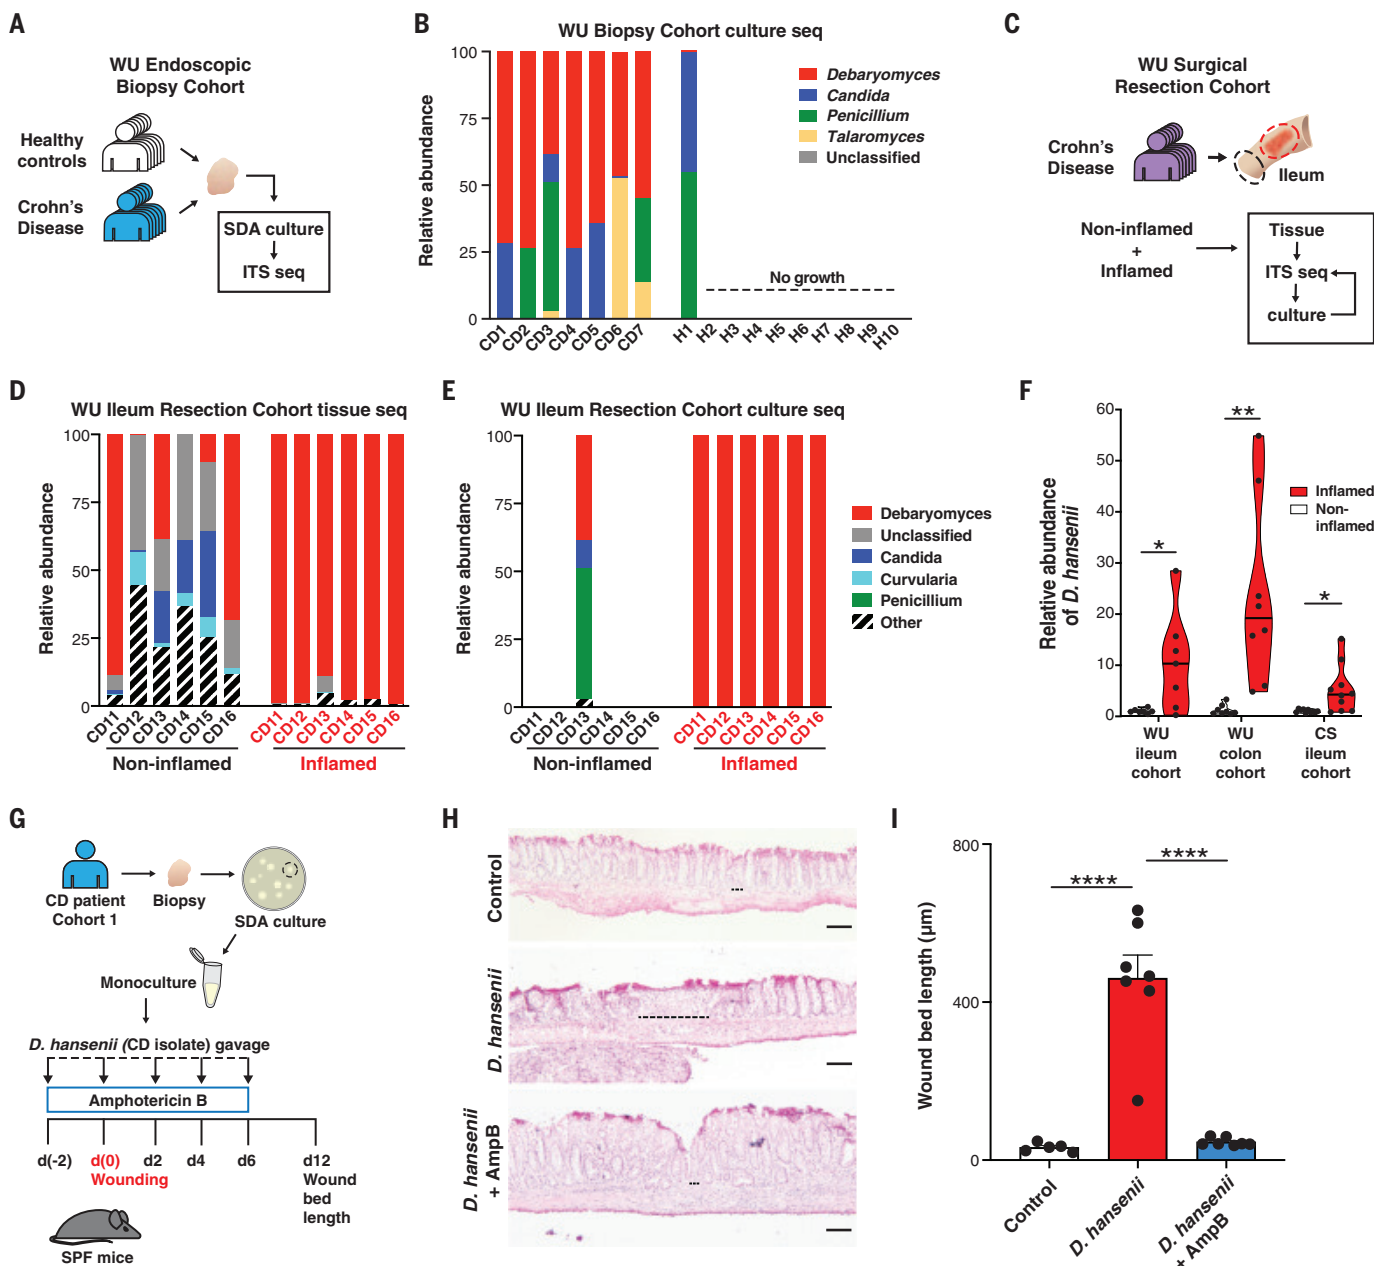 A
WU Endoscopic
Biopsy Cohort
Healthy
controls
Crohn's
Disease
SDA culture
ITS seq
B
WU Biopsy Cohort culture seq
Relative abundance
100
75
50
25
0
Debaryomyces
Candida
Penicillium
Talaromyces
Unclassified
No growth
CD1
CD2
CD3
CD4
CD5
CD6
CD7
H1
H2
H3
H4
H5
H6
H7
H8
H9
H10
C
WU Surgical
Resection Cohort
Crohn's
Disease
Ileum
Non-inflamed
+
Inflamed
Tissue
ITS seq
culture
D
WU Ileum Resection Cohort tissue seq
Relative abundance
100
75
50
25
0
CD11
CD12
CD13
CD14
CD15
CD16
CD11
CD12
CD13
CD14
CD15
CD16
Non-inflamed
Inflamed
E
WU Ileum Resection Cohort culture seq
Relative abundance
100
75
50
25
0
CD11
CD12
CD13
CD14
CD15
CD16
CD11
CD12
CD13
CD14
CD15
CD16
Non-inflamed
Inflamed
Debaryomyces
Unclassified
Candida
Curvularia
Penicillium
Other
F
Relative abundance
of D. hansenii
60
50
40
30
20
10
0
*
**
*
Inflamed
Non-
inflamed
WU
ileum
cohort
WU
colon
cohort
CS
ileum
cohort
G
CD patient
Cohort 1
Biopsy
SDA culture
Monoculture
D. hansenii (CD isolate) gavage
Amphotericin B
d(-2)
d(0)
Wounding
d2
d4
d6
d12
Wound
bed
length
SPF mice
H
Control
D. hansenii
D. hansenii
+ AmpB
I
Wound bed length (µm)
800
400
0
****
****
Control
D. hansenii
D. hansenii
+ AmpB